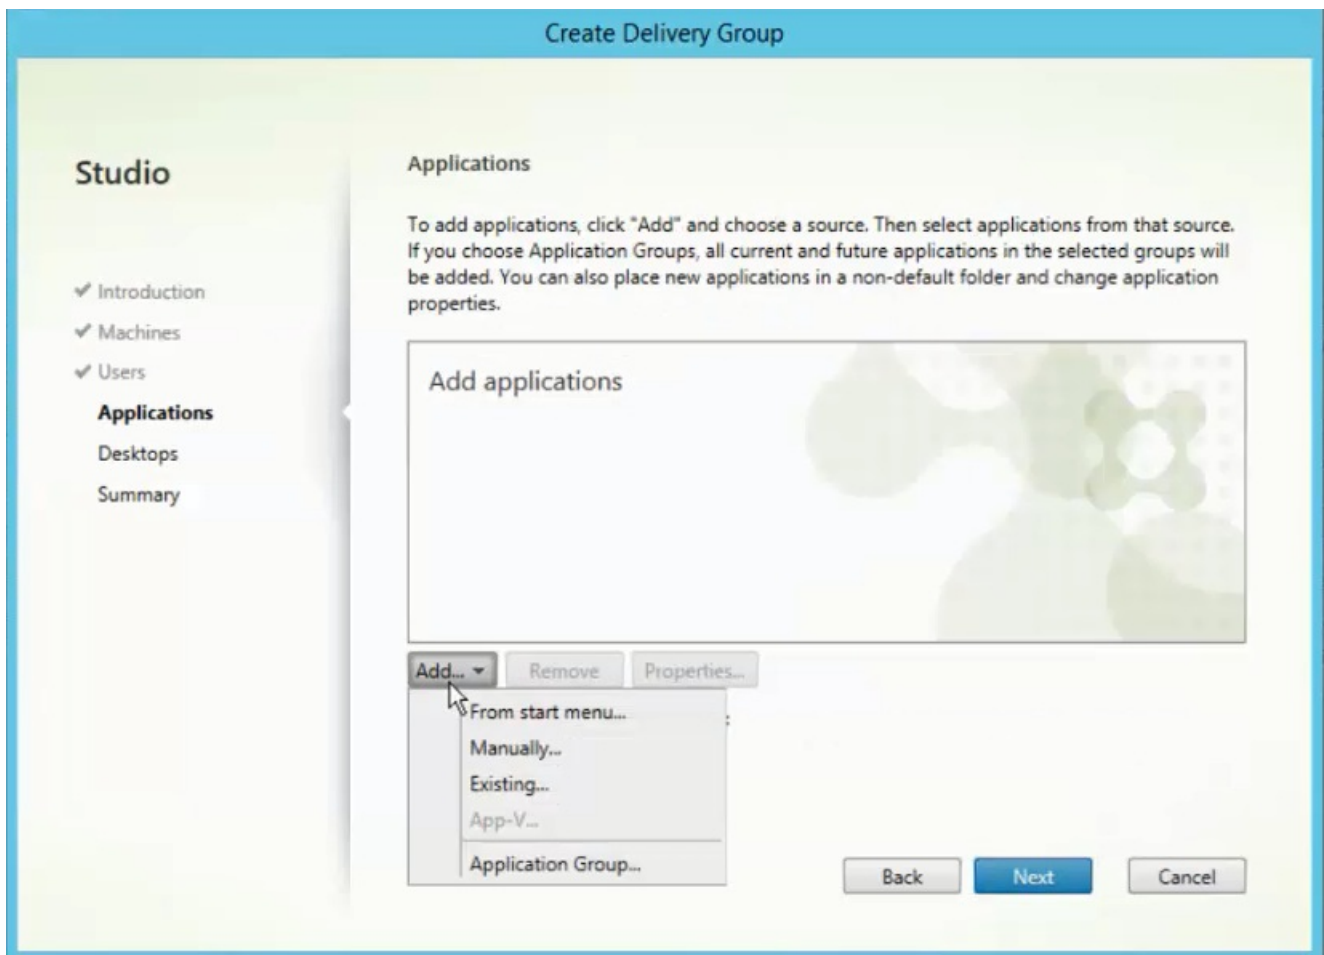 Create Delivery Group
Studio
Introduction
Machines
Users
Applications
Desktops
Summary
Applications
To add applications, click "Add" and choose a source. Then select applications from that source.
If you choose Application Groups, all current and future applications in the selected groups will
be added. You can also place new applications in a non-default folder and change application
properties.
Add applications
Add... Remove Properties...
From start menu...
Manually...
Existing...
App-V...
Application Group...
Back Next Cancel